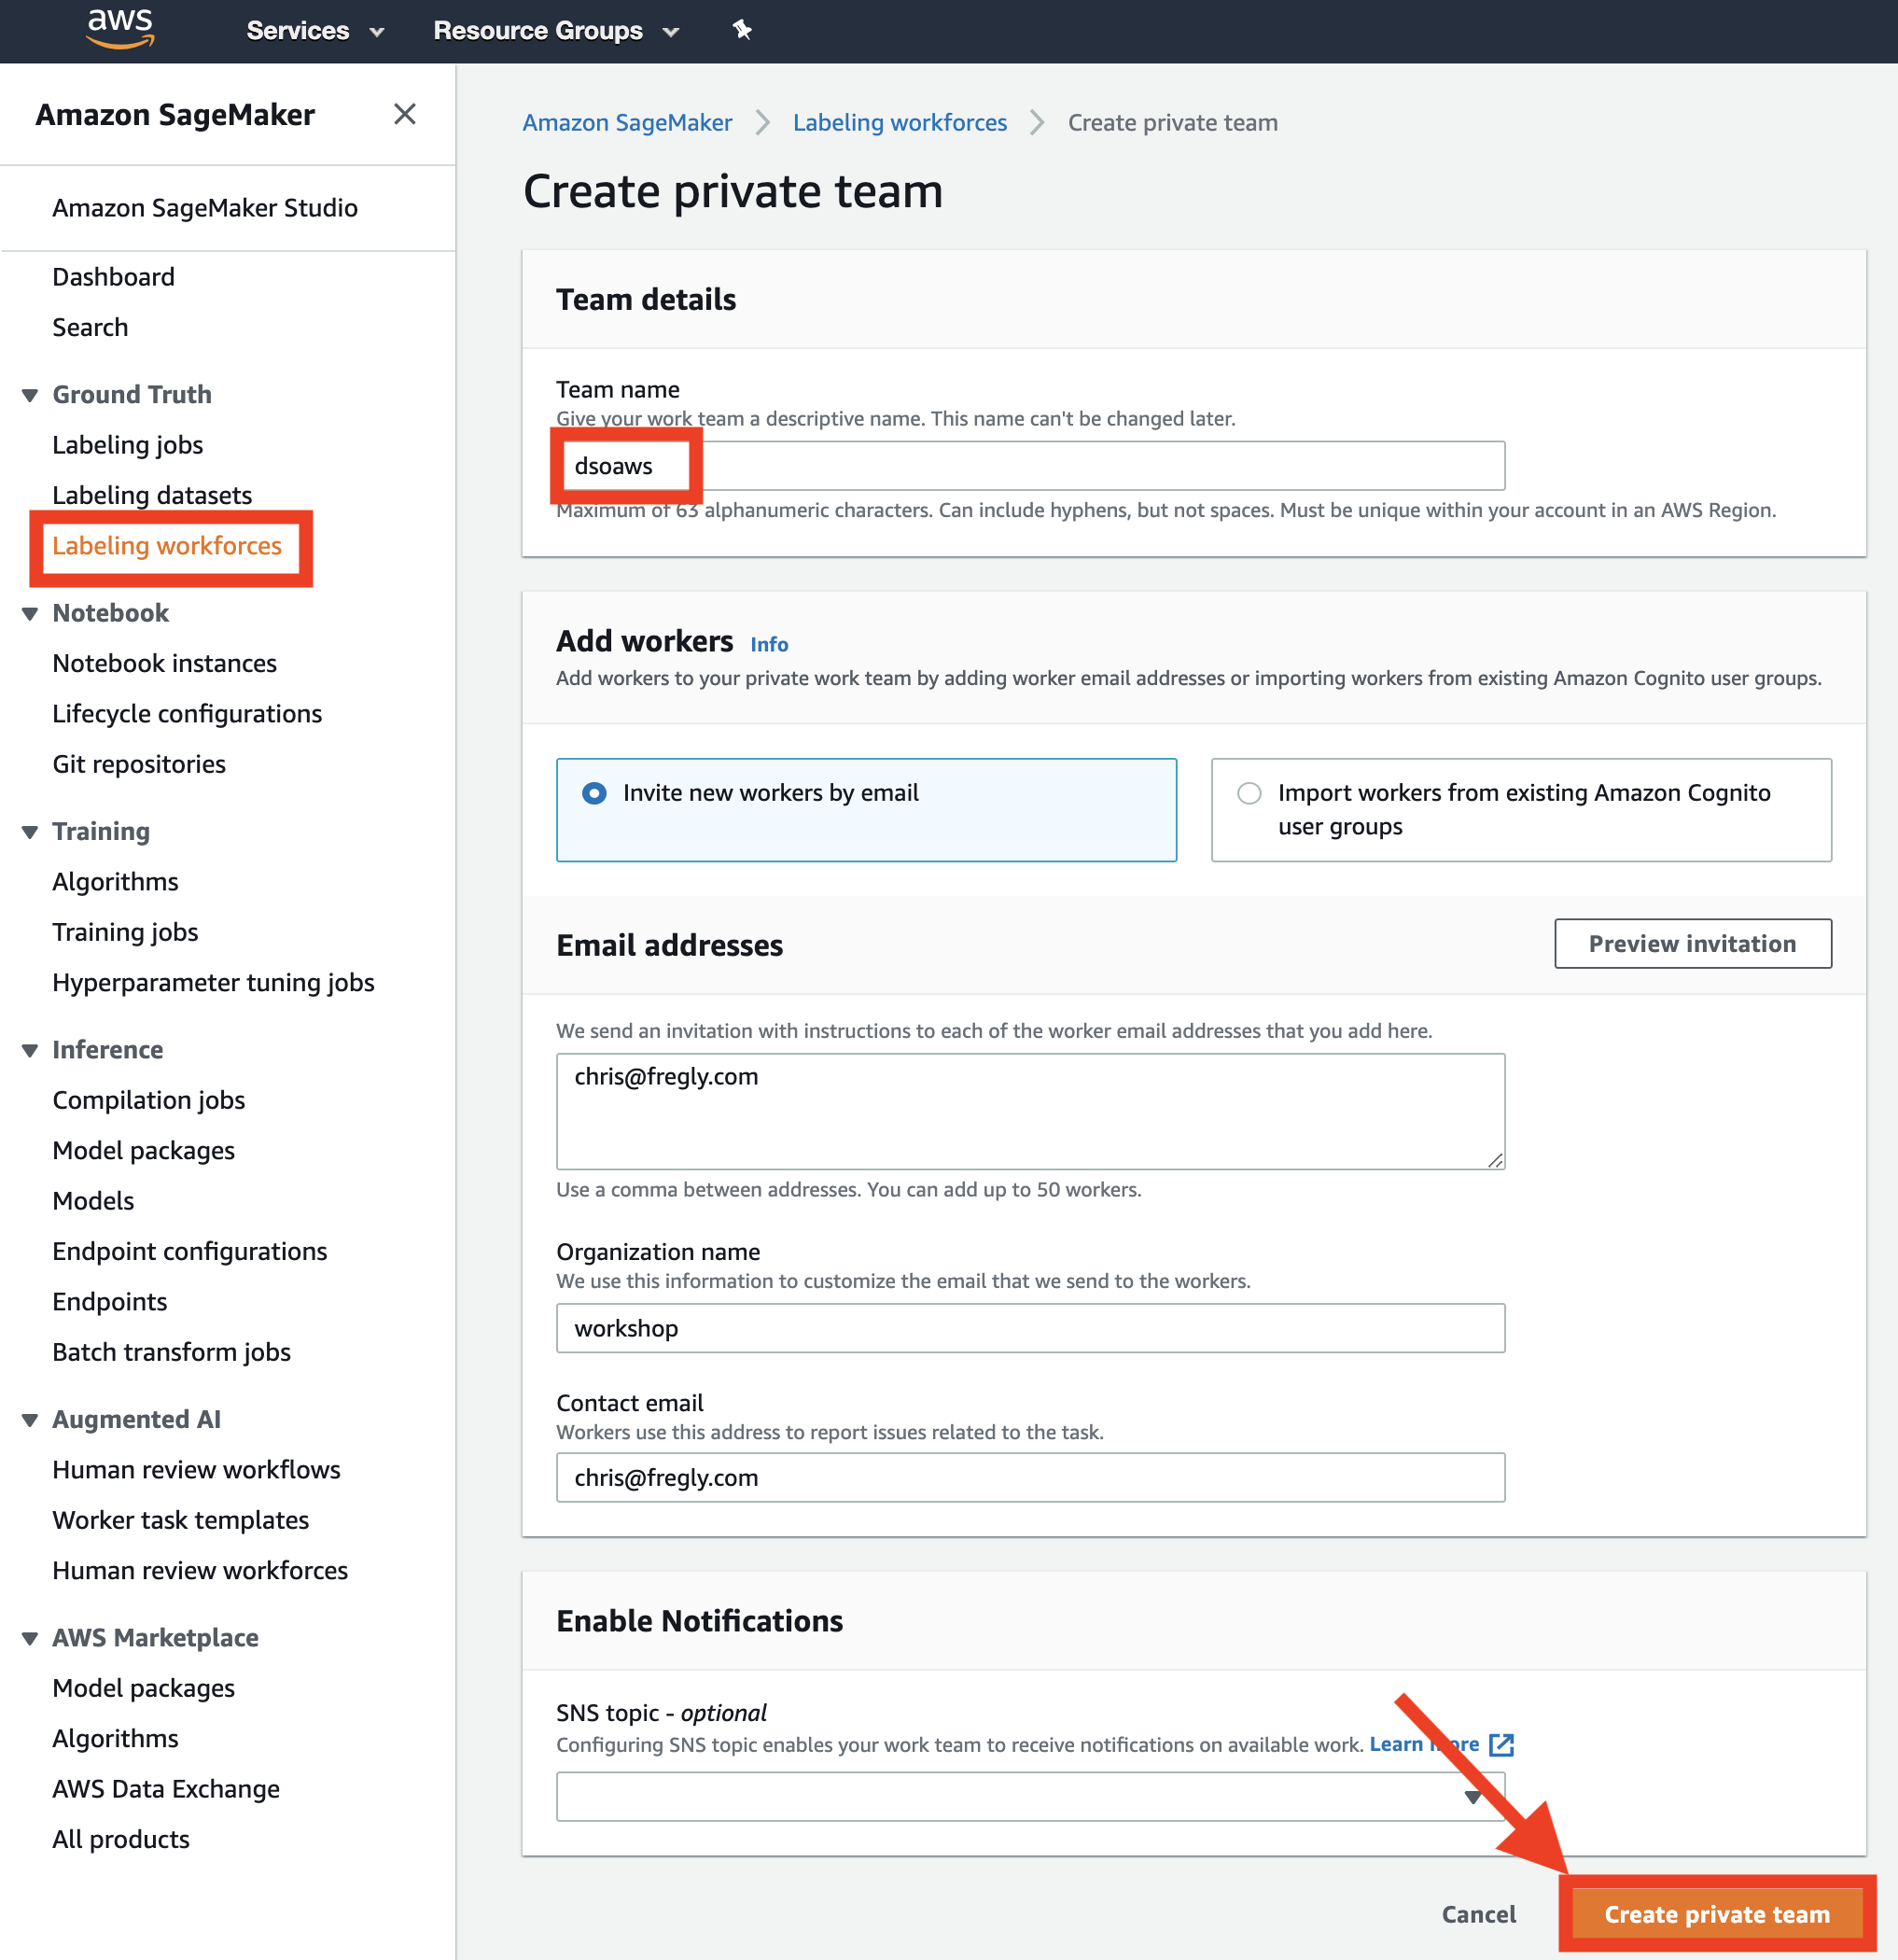 aws
Services
Resource Groups
Amazon SageMaker
Amazon SageMaker Studio
Dashboard
Search
Ground Truth
Labeling jobs
Labeling datasets
Labeling workforces
Notebook
Notebook instances
Lifecycle configurations
Git repositories
Training
Algorithms
Training jobs
Hyperparameter tuning jobs
Inference
Compilation jobs
Model packages
Models
Endpoint configurations
Endpoints
Batch transform jobs
Augmented AI
Human review workflows
Worker task templates
Human review workforces
AWS Marketplace
Model packages
Algorithms
AWS Data Exchange
All products
Amazon SageMaker > Labeling workforces > Create private team
Create private team
Team details
Team name
Give your work team a descriptive name. This name can't be changed later.
dsoaws
Maximum of 63 alphanumeric characters. Can include hyphens, but not spaces. Must be unique within your account in an AWS Region.
Add workers Info
Add workers to your private work team by adding worker email addresses or importing workers from existing Amazon Cognito user groups.
Invite new workers by email
Import workers from existing Amazon Cognito
user groups
Email addresses
Preview invitation
We send an invitation with instructions to each of the worker email addresses that you add here.
chris@fregly.com
Use a comma between addresses. You can add up to 50 workers.
Organization name
We use this information to customize the email that we send to the workers.
workshop
Contact email
Workers use this address to report issues related to the task.
chris@fregly.com
Enable Notifications
SNS topic - optional
Configuring SNS topic enables your work team to receive notifications on available work. Learn more
Cancel
Create private team